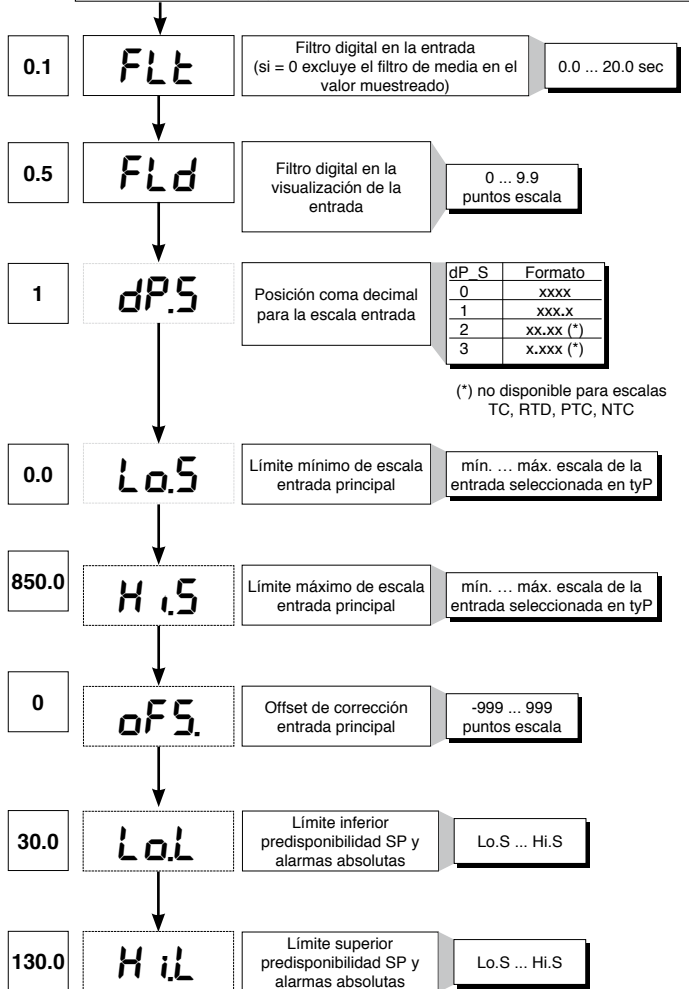 0.1
FLt
Filtro digital en la entrada
(si = 0 excluye el filtro de media en el
valor muestreado)
0.0 ... 20.0 sec
0.5
FLd
Filtro digital en la
visualización de la
entrada
0 ... 9.9
puntos escala
1
dP.S
Posición coma decimal
para la escala entrada
dP_S Formato
0 xxxx
1 xxx.x
2 xx.xx (*)
3 x.xxx (*)
(*) no disponible para escalas
TC, RTD, PTC, NTC
0.0
Lo.S
Límite mínimo de escala
entrada principal
mín. … máx. escala de la
entrada seleccionada en tyP
850.0
Hi.S
Límite máximo de escala
entrada principal
mín. … máx. escala de la
entrada seleccionada en tyP
0
oFS.
Offset de corrección
entrada principal
-999 ... 999
puntos escala
30.0
Lo.L
Límite inferior
predisponibilidad SP y
alarmas absolutas
Lo.S ... Hi.S
130.0
Hi.L
Límite superior
predisponibilidad SP y
alarmas absolutas
Lo.S ... Hi.S